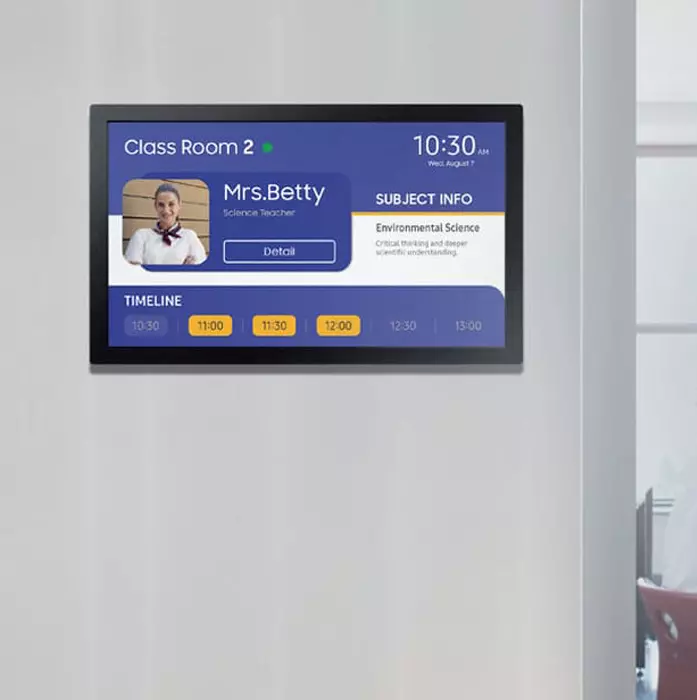 Class Room 2
10:30 AM
Wed. August 7
Mrs.Betty
Science Teacher
Detail
SUBJECT INFO
Environmental Science
Critical thinking and deeper
scientific understanding.
TIMELINE
10:30 11:00 11:30 12:00 12:30 13:00